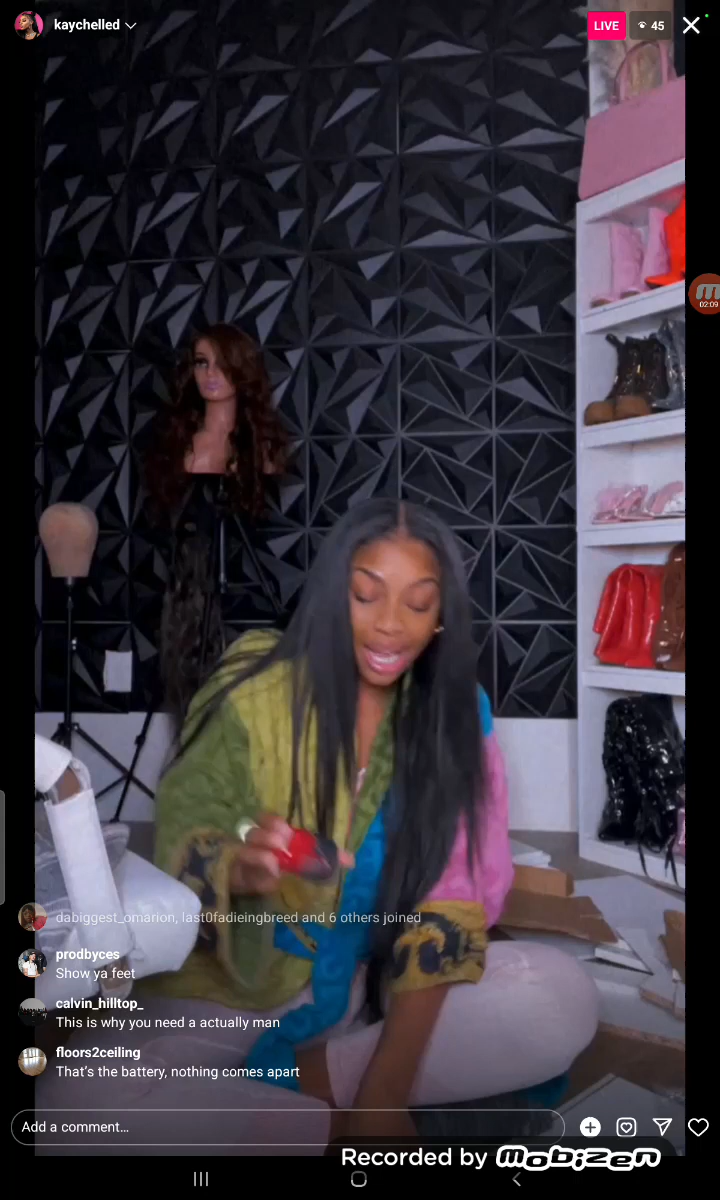 kaychelled
LIVE
45
02:09
dabiggest_omarion, last0fadieingbreed and 6 others joined
prodbyces
Show ya feet
calvin_hilltop_
This is why you need a actually man
floors2ceiling
That's the battery, nothing comes apart
Add a comment...
Recorded by mobizen